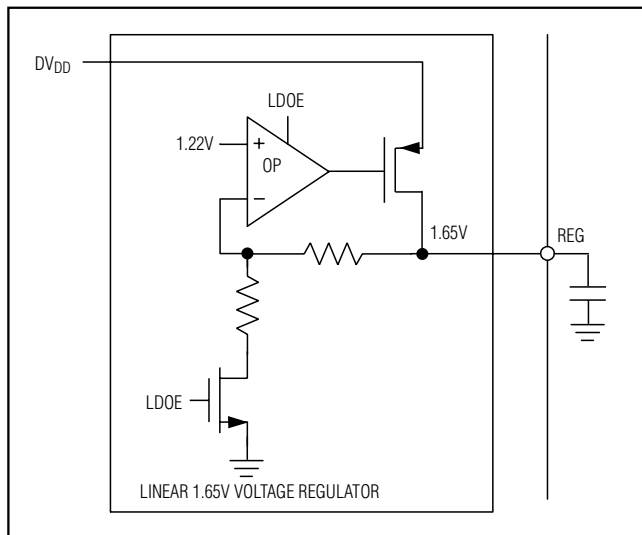 DVDD
LDOE
1.22V
+
OP
−
1.65V
REG
LDOE
LINEAR 1.65V VOLTAGE REGULATOR